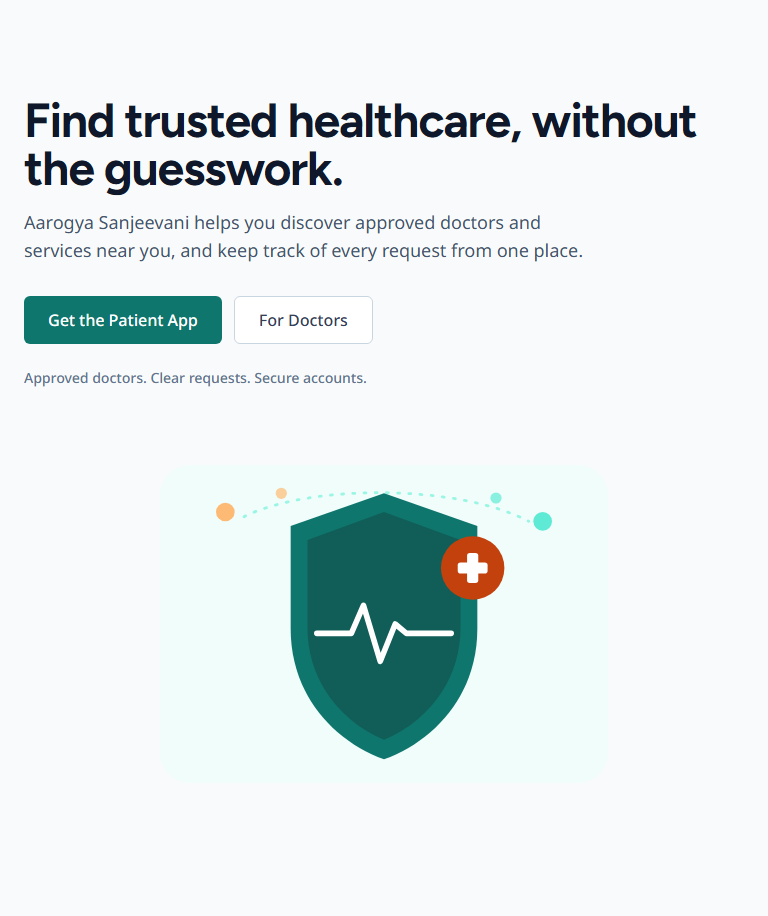 Find trusted healthcare, without
the guesswork.
Aarogya Sanjeevani helps you discover approved doctors and
services near you, and keep track of every request from one place.
Get the Patient App
For Doctors
Approved doctors. Clear requests. Secure accounts.